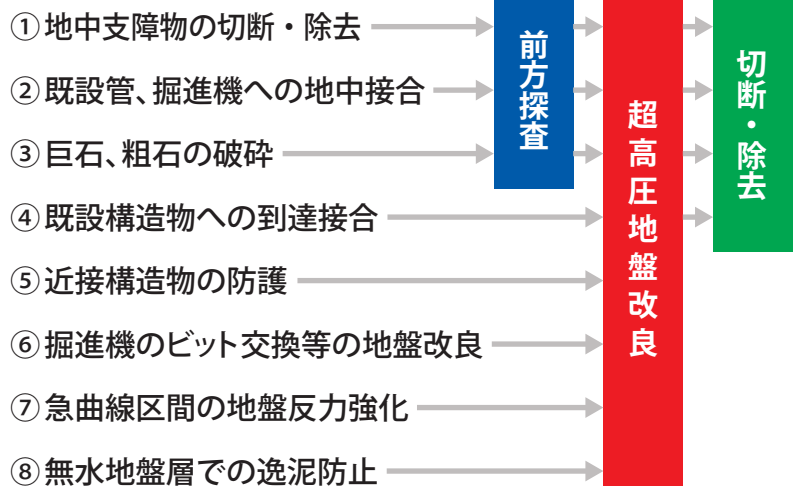 ①地中支障物の切断・除去
②既設管、掘進機への地中接合
③巨石、粗石の破砕
④既設構造物への到達接合
⑤近接構造物の防護
⑥掘進機のビット交換等の地盤改良
⑦急曲線区間の地盤反力強化
⑧無水地盤層での逸泥防止
前方探査
超高圧地盤改良
切断・除去